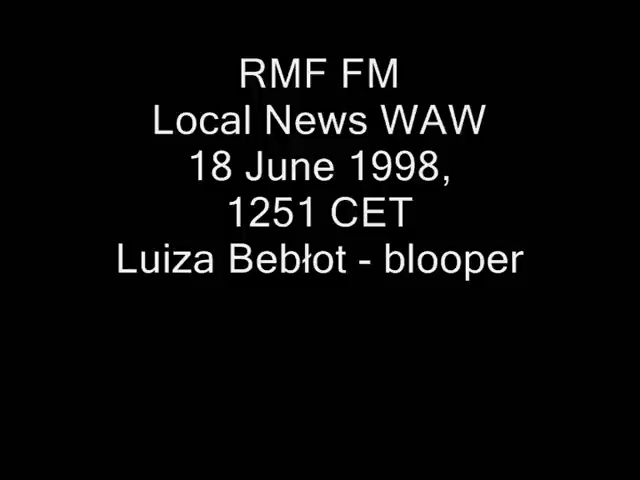 RMF FM
Local News WAW
18 June 1998,
1251 CET
Luiza Bebłot - blooper